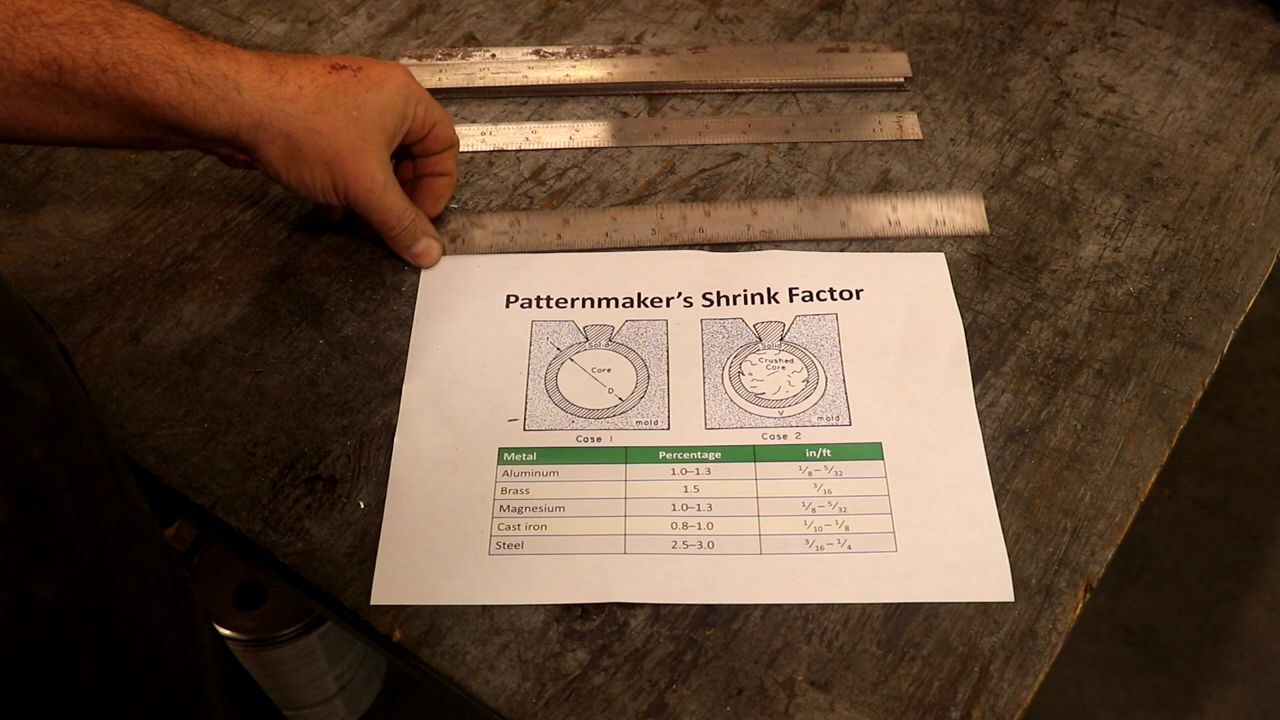 Patternmaker's Shrink Factor
Solid
Core
D
mold
Case 1
Solid
Crushed
Core
V
mold
Case 2
Metal Percentage in/ft
Aluminum 1.0–1.3 1/8 – 5/32
Brass 1.5 3/16
Magnesium 1.0–1.3 1/8 – 5/32
Cast iron 0.8–1.0 1/10 – 1/8
Steel 2.5–3.0 3/16 – 1/4